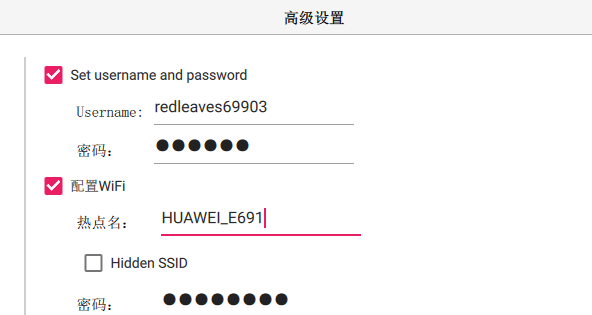 高级设置
Set username and password
Username: redleaves69903
密码: ●●●●●●
配置WiFi
热点名: HUAWEI_E691
Hidden SSID
密码: ●●●●●●●●